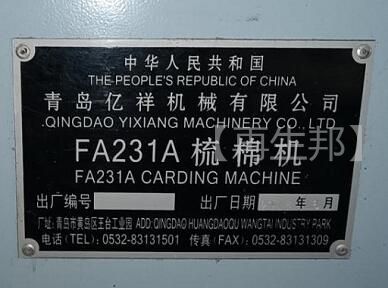 中华人民共和国
THE PEOPLE'S REPUBLIC OF CHINA
青岛亿祥机械有限公司
.QINGDAO YIXIANG MACHINERY CO., LTD.
FA231A 梳棉机
FA231A CARDING MACHINE
出厂编号 出厂日期 年 月
厂址:青岛市黄岛区王台工业园 ADD:QINGDAO HUANGDAOQU WANGTAI INDUSTRY PARK
电话(TEL):0532-83131501 传真(FAX):0532-83131309
【再生邦】